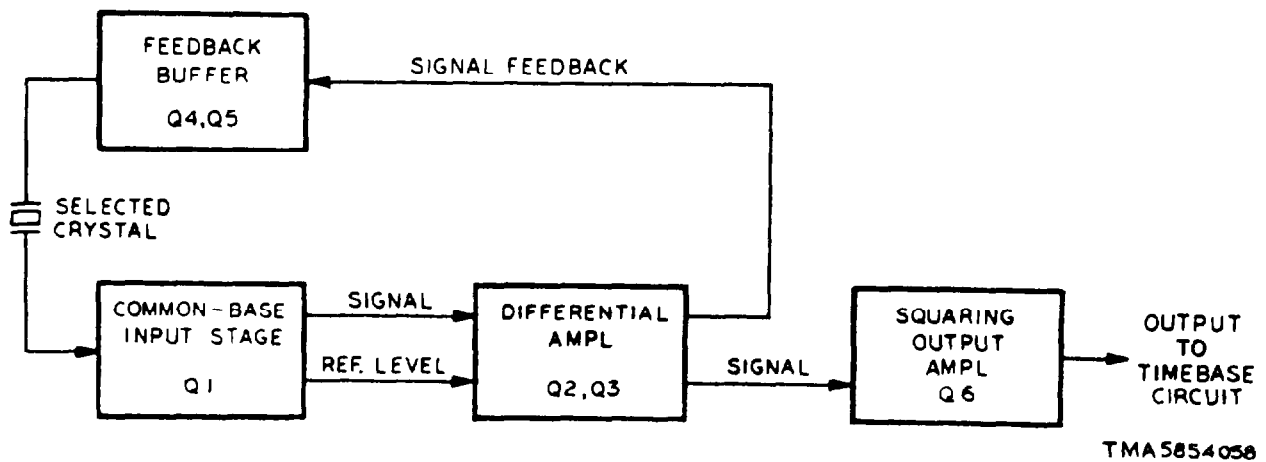 FEEDBACK
BUFFER
Q4,Q5
SIGNAL FEEDBACK
SELECTED
CRYSTAL
COMMON-BASE
INPUT STAGE
Q1
SIGNAL
REF. LEVEL
DIFFERENTIAL
AMPL
Q2,Q3
SIGNAL
SQUARING
OUTPUT
AMPL
Q6
OUTPUT
TO
TIMEBASE
CIRCUIT
TMA5854058